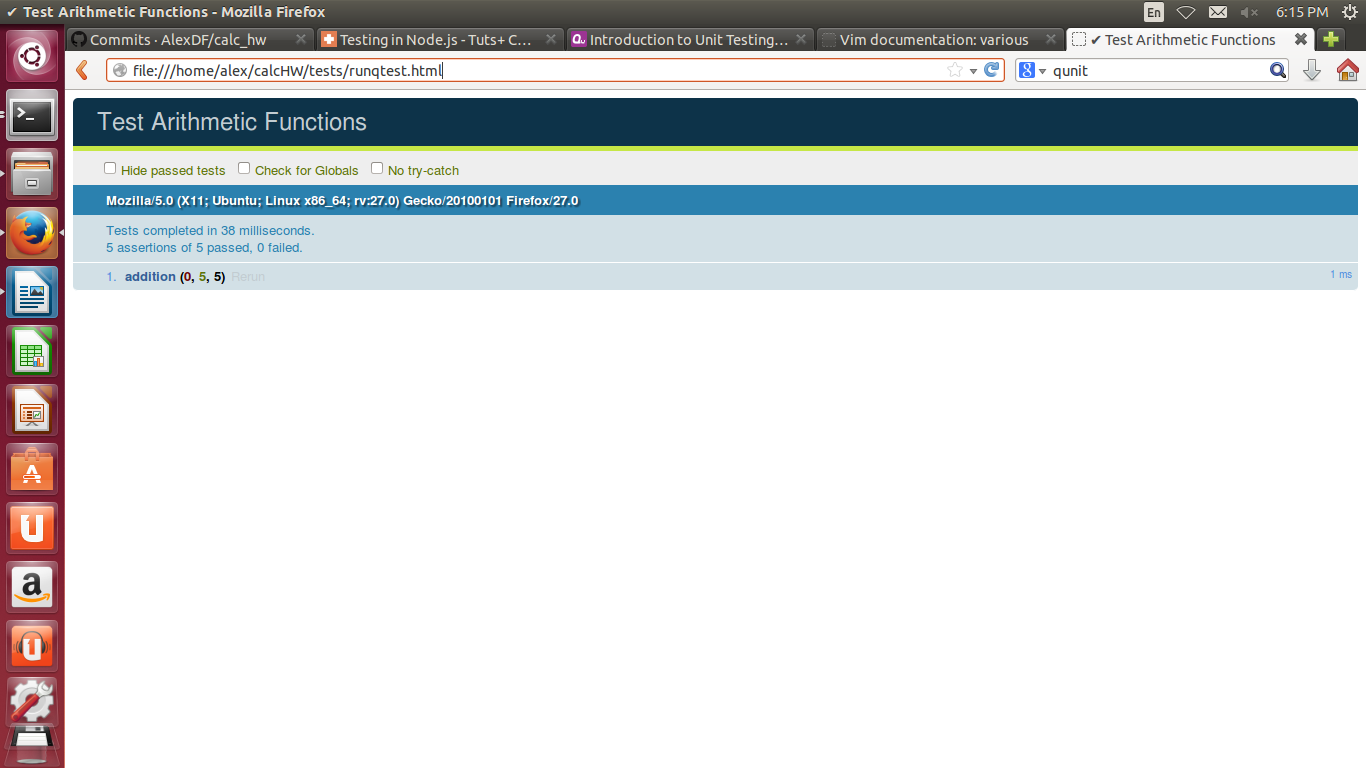 ✔ Test Arithmetic Functions - Mozilla Firefox
En
6:15 PM
Commits · AlexDF/calc_hw
Testing in Node.js - Tuts+ C...
Introduction to Unit Testing...
Vim documentation: various
✔ Test Arithmetic Functions
file:///home/alex/calcHW/tests/runqtest.html
qunit
Test Arithmetic Functions
Hide passed tests Check for Globals No try-catch
Mozilla/5.0 (X11; Ubuntu; Linux x86_64; rv:27.0) Gecko/20100101 Firefox/27.0
Tests completed in 38 milliseconds.
5 assertions of 5 passed, 0 failed.
1. addition (0, 5, 5) Rerun 1 ms